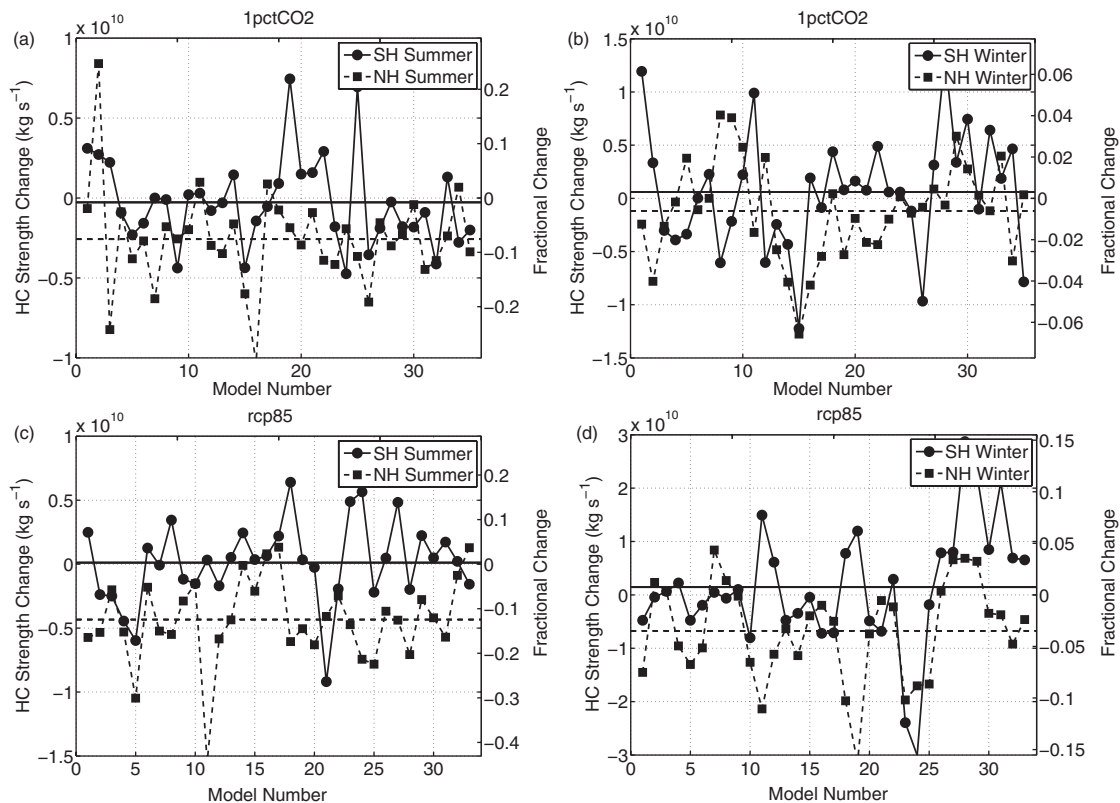 1pctCO2
(a)
x 10^10
SH Summer
NH Summer
HC Strength Change (kg s⁻¹)
1
0.5
0
−0.5
−1
0.2
0.1
0
−0.1
−0.2
Fractional Change
0 10 20 30
Model Number
1pctCO2
(b)
x 10^10
SH Winter
NH Winter
HC Strength Change (kg s⁻¹)
1.5
1
0.5
0
−0.5
−1
−1.5
0.06
0.04
0.02
0
−0.02
−0.04
−0.06
Fractional Change
0 10 20 30
Model Number
rcp85
(c)
x 10^10
SH Summer
NH Summer
HC Strength Change (kg s⁻¹)
1
0.5
0
−0.5
−1
−1.5
0.2
0.1
0
−0.1
−0.2
−0.3
−0.4
Fractional Change
0 5 10 15 20 25 30
Model Number
rcp85
(d)
x 10^10
SH Winter
NH Winter
HC Strength Change (kg s⁻¹)
3
2
1
0
−1
−2
−3
0.15
0.1
0.05
0
−0.05
−0.1
−0.15
Fractional Change
0 5 10 15 20 25 30
Model Number